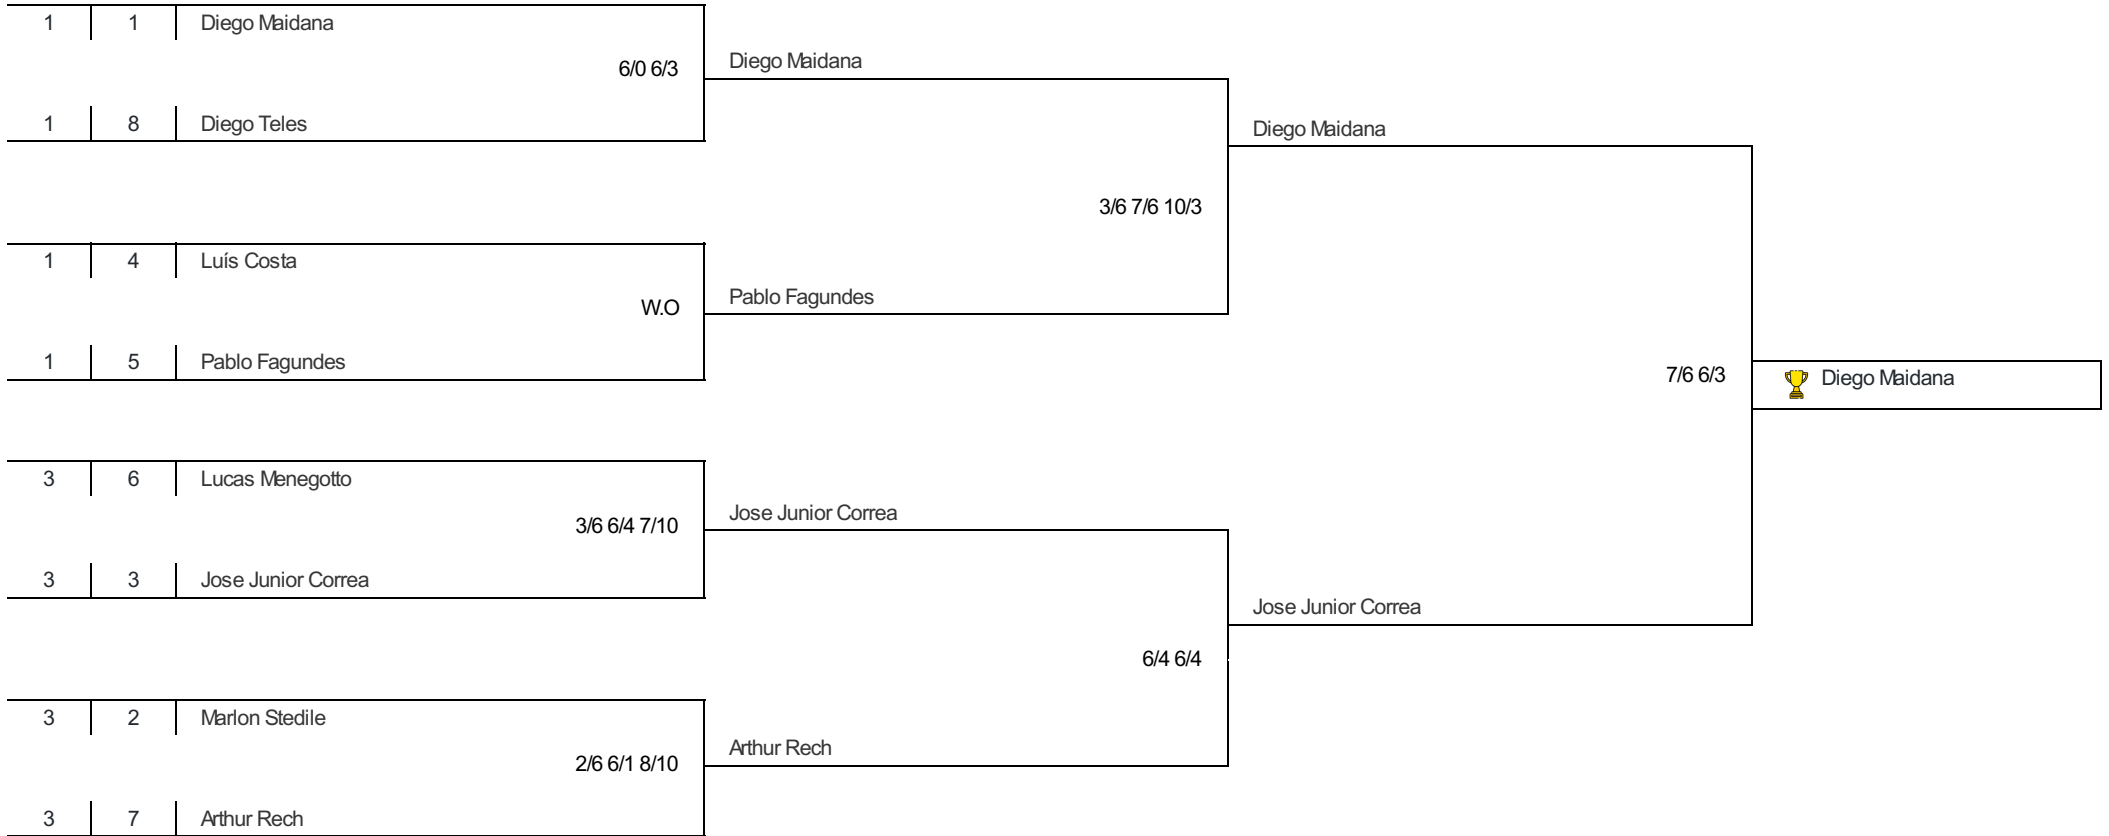 1 1 Diego Maidana
6/0 6/3
Diego Maidana
1 8 Diego Teles
Diego Maidana
3/6 7/6 10/3
1 4 Luís Costa
W.O
Pablo Fagundes
1 5 Pablo Fagundes
7/6 6/3
Diego Maidana
3 6 Lucas Menegotto
3/6 6/4 7/10
Jose Junior Correa
3 3 Jose Junior Correa
Jose Junior Correa
6/4 6/4
3 2 Marlon Stedile
2/6 6/1 8/10
Arthur Rech
3 7 Arthur Rech